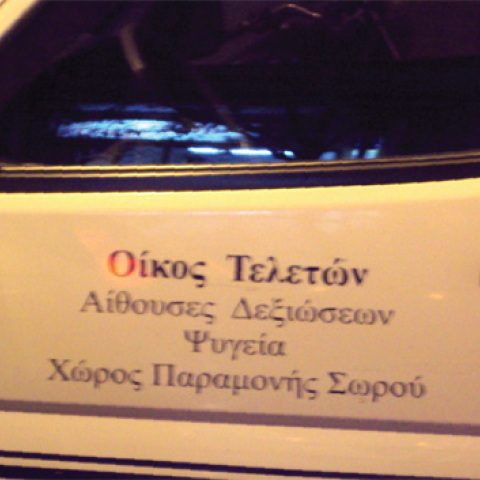 Οίκος Τελετών
Αίθουσες Δεξιώσεων
Ψυγεία
Χώρος Παραμονής Σωρού